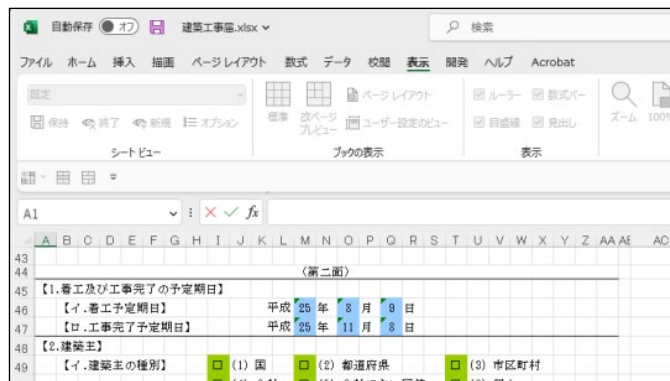 自動保存 オフ 建築工事届.xlsx 検索
ファイル ホーム 挿入 描画 ページ レイアウト 数式 データ 校閲 表示 開発 ヘルプ Acrobat
既定 ページ レイアウト ルーラー 数式バー
保持 終了 新規 オプション 標準 改ページ プレビュー ユーザー設定のビュー 目盛線 見出し ズーム 100%
シート ビュー ブックの表示 表示
A1 fx
A B C D E F G H I J K L M N O P Q R S T U V W X Y Z AA AC
43
44 (第二面)
45 【1.着工及び工事完了の予定期日】
46 【イ.着工予定期日】 平成 25 年 8 月 9 日
47 【ロ.工事完了予定期日】 平成 25 年 11 月 8 日
48 【2.建築主】
49 【イ.建築主の種別】 (1) 国 (2) 都道府県 (3) 市区町村